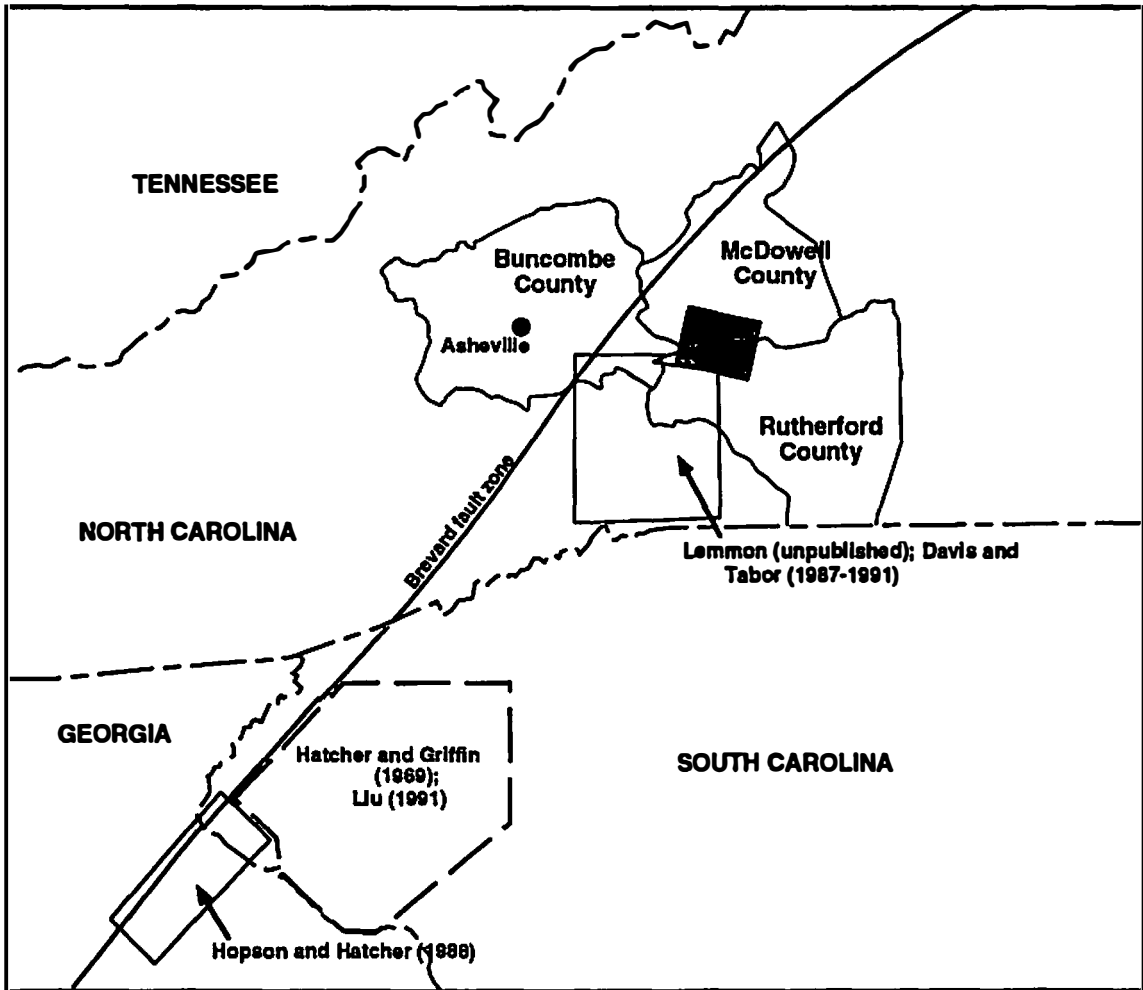 TENNESSEE
Buncombe
County
McDowell
County
Asheville
Rutherford
County
Brevard fault zone
NORTH CAROLINA
Lemmon (unpublished); Davis and
Tabor (1987-1991)
GEORGIA
Hatcher and Griffin
(1969);
Liu (1991)
SOUTH CAROLINA
Hopson and Hatcher (1988)